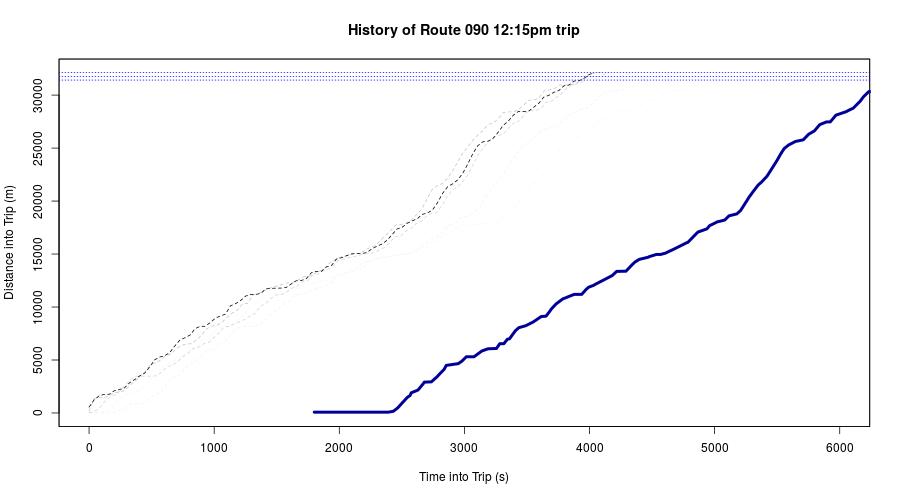 History of Route 090 12:15pm trip
Distance into Trip (m)
30000
25000
20000
15000
10000
5000
0
0 1000 2000 3000 4000 5000 6000
Time into Trip (s)